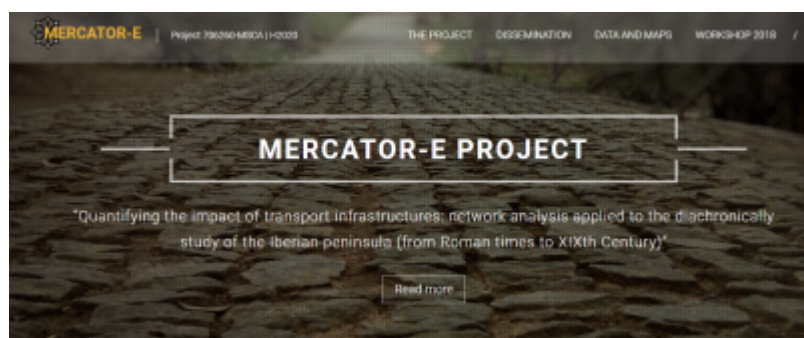 MERCATOR-E | Project 706260-MSCA | H2020 THE PROJECT DISSEMINATION DATA AND MAPS WORKSHOP 2018 /
MERCATOR-E PROJECT
"Quantifying the impact of transport infrastructures: network analysis applied to the diachronically
study of the Iberian peninsula (from Roman times to XIXth Century)"
Read more